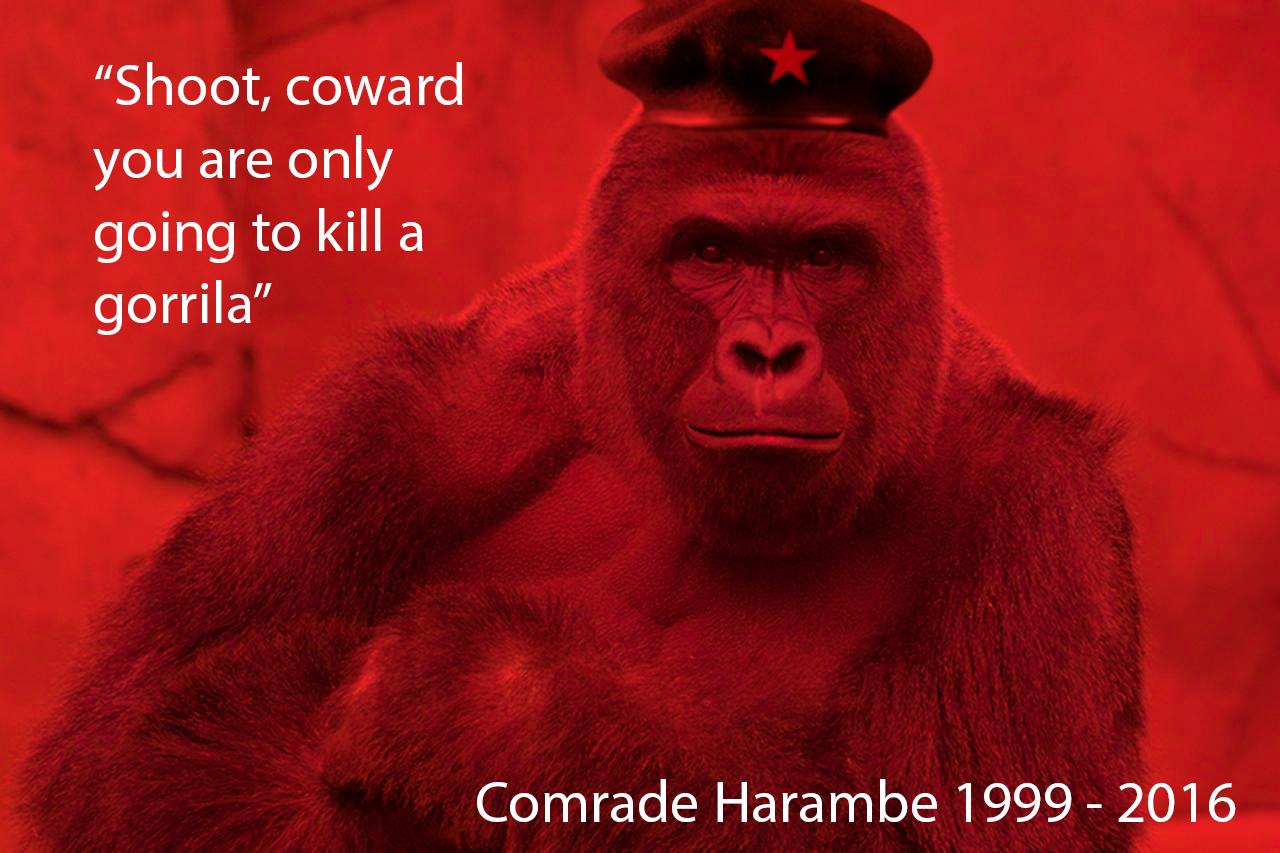 “Shoot, coward
you are only
going to kill a
gorrila”
Comrade Harambe 1999 - 2016